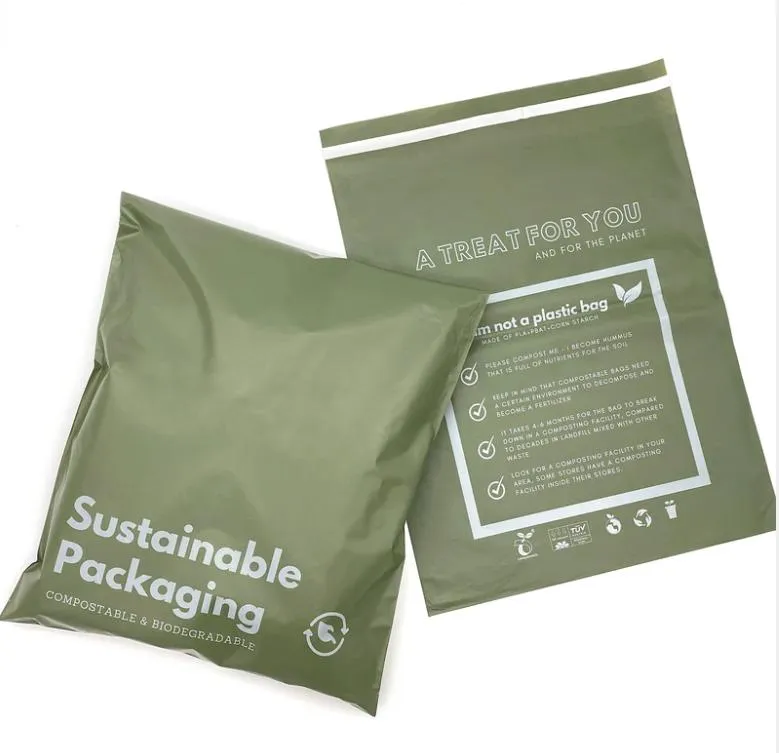 Sustainable
Packaging
COMPOSTABLE & BIODEGRADABLE
A TREAT FOR YOU
AND FOR THE PLANET
m not a plastic bag
MADE OF PLA+PBAT+CORN STARCH
PLEASE COMPOST ME - I BECOME HUMMUS
THAT IS FULL OF NUTRIENTS FOR THE SOIL
KEEP IN MIND THAT COMPOSTABLE BAGS NEED
A CERTAIN ENVIRONMENT TO DECOMPOSE AND
BECOME A FERTILIZER
IT TAKES 4-6 MONTHS FOR THE BAG TO BREAK
DOWN IN A COMPOSTING FACILITY, COMPARED
TO DECADES IN LANDFILL MIXED WITH OTHER
WASTE
LOOK FOR A COMPOSTING FACILITY IN YOUR
AREA, SOME STORES HAVE A COMPOSTING
FACILITY INSIDE THEIR STORES.
TÜV